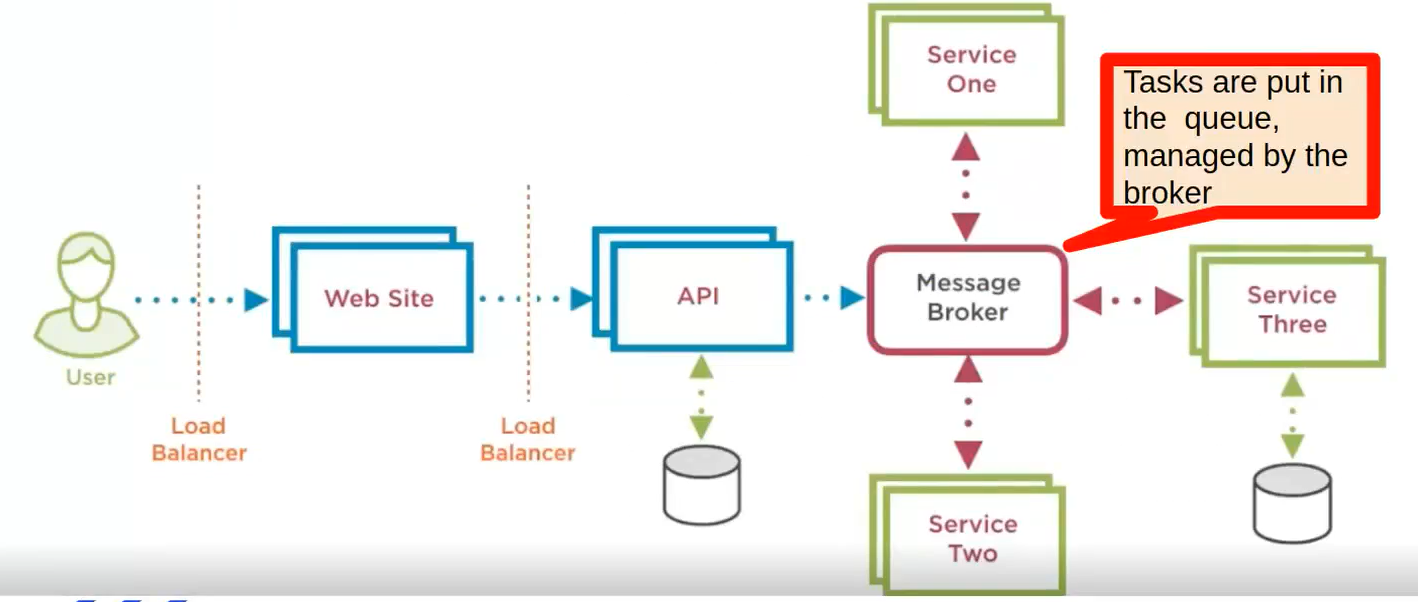 Service
One
Tasks are put in
the  queue,
managed by the
broker
User
Load
Balancer
Web Site
Load
Balancer
API
Message
Broker
Service
Three
Service
Two